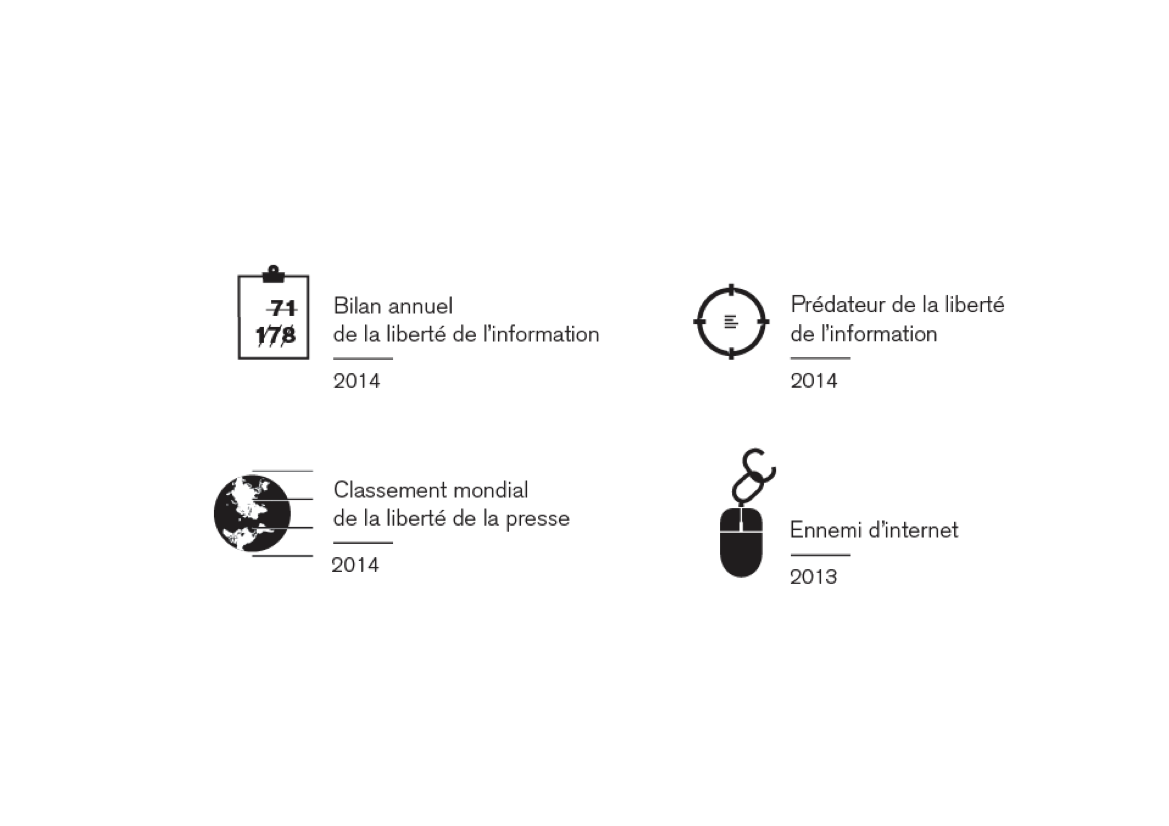 71
178
Bilan annuel
de la liberté de l'information
2014
Prédateur de la liberté
de l'information
2014
Classement mondial
de la liberté de la presse
2014
Ennemi d'internet
2013